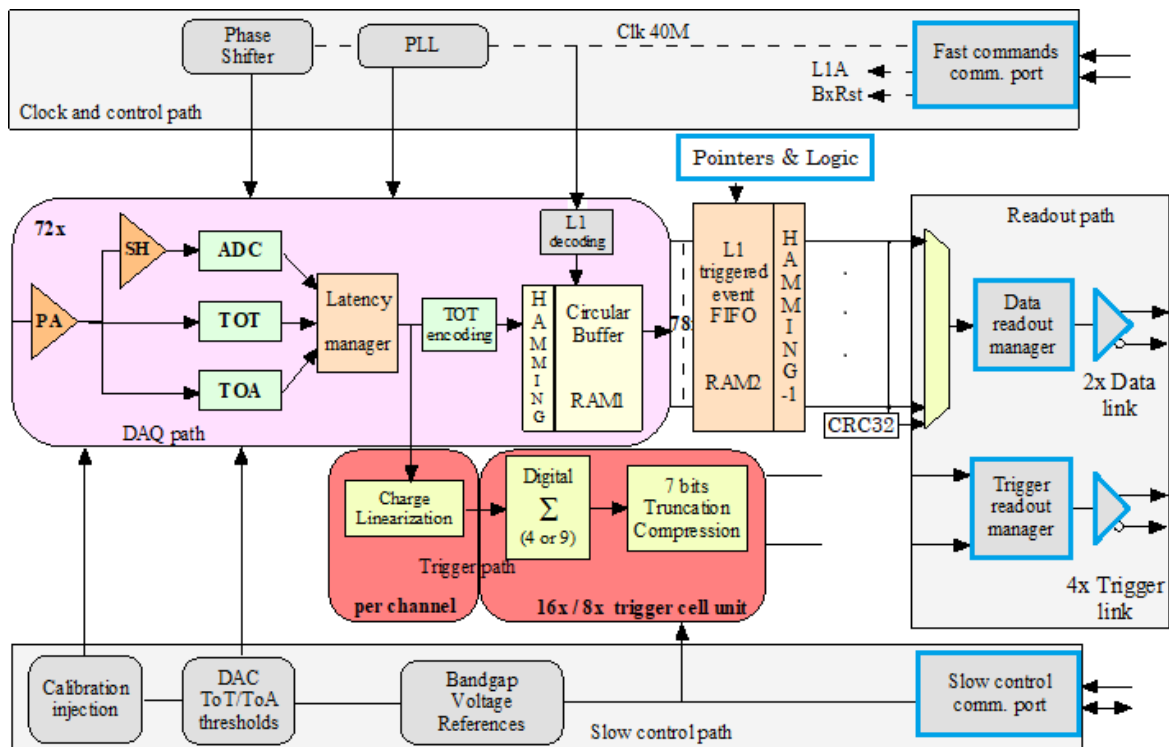 Phase
Shifter
PLL
Clk 40M
Fast commands
comm. port
L1A
BxRst
Clock and control path
Pointers & Logic
72x
SH
ADC
PA
TOT
TOA
Latency
manager
TOT
encoding
L1
decoding
HAMMING
Circular
Buffer
RAM1
DAQ path
78x
L1
triggered
event
FIFO
RAM2
HAMMING-1
CRC32
Readout path
Data
readout
manager
2x Data
link
Trigger
readout
manager
4x Trigger
link
Charge
Linearization
Digital
Σ
(4 or 9)
7 bits
Truncation
Compression
Trigger path
per channel
16x / 8x trigger cell unit
Calibration
injection
DAC
ToT/ToA
thresholds
Bandgap
Voltage
References
Slow control
comm. port
Slow control path